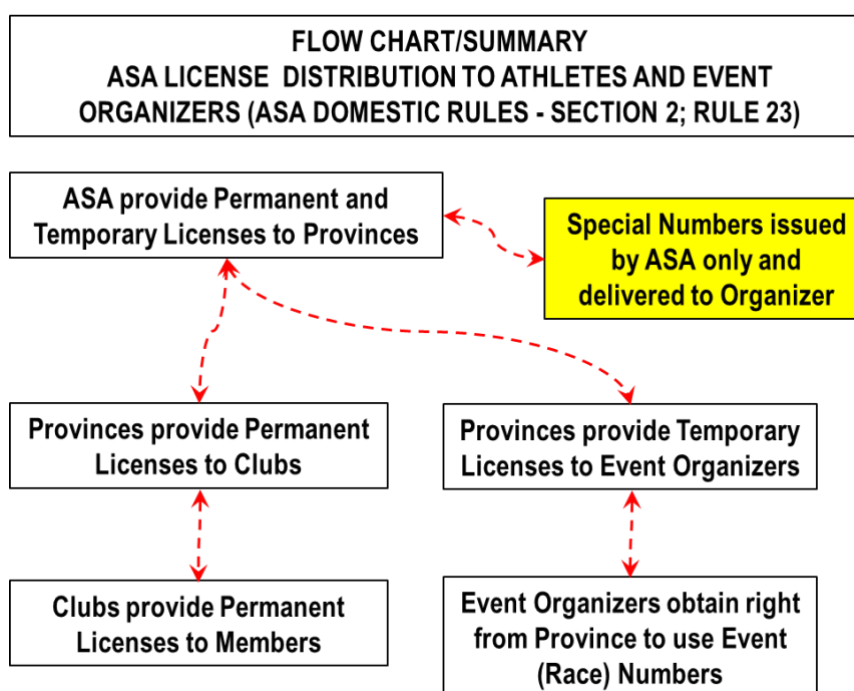 FLOW CHART/SUMMARY
ASA LICENSE DISTRIBUTION TO ATHLETES AND EVENT
ORGANIZERS (ASA DOMESTIC RULES - SECTION 2; RULE 23)
ASA provide Permanent and
Temporary Licenses to Provinces
Special Numbers issued
by ASA only and
delivered to Organizer
Provinces provide Permanent
Licenses to Clubs
Provinces provide Temporary
Licenses to Event Organizers
Clubs provide Permanent
Licenses to Members
Event Organizers obtain right
from Province to use Event
(Race) Numbers